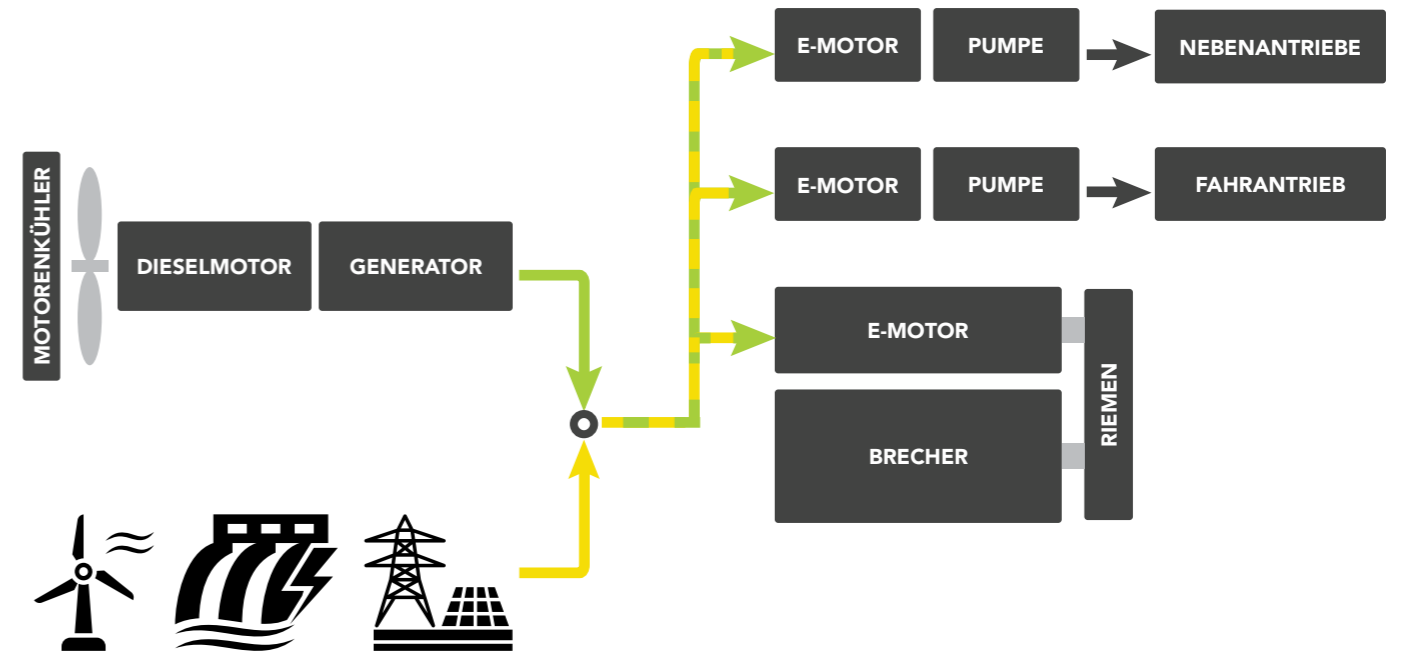 MOTORENKÜHLER
DIESELMOTOR
GENERATOR
E-MOTOR
PUMPE
NEBENANTRIEBE
E-MOTOR
PUMPE
FAHRANTRIEB
E-MOTOR
BRECHER
RIEMEN